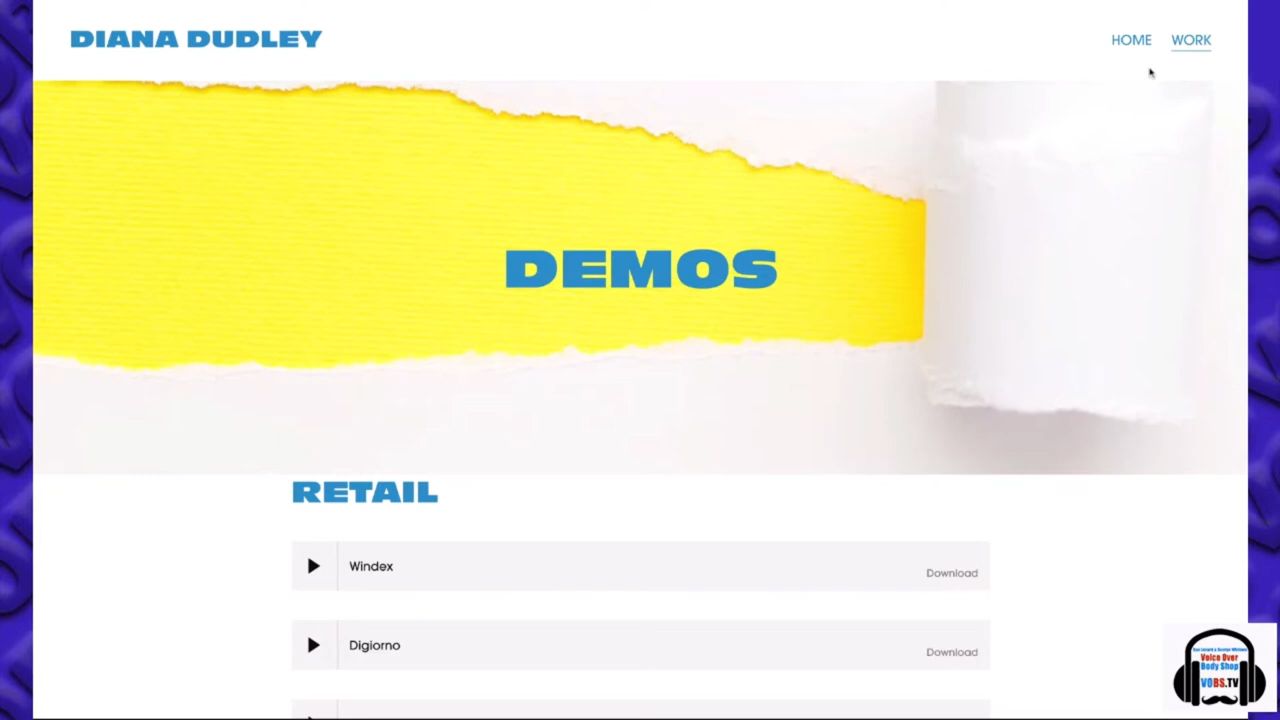 DIANA DUDLEY
HOME WORK
DEMOS
RETAIL
Windex
Download
Digiorno
Download
Voice Over
Body Shop
VOBS.TV